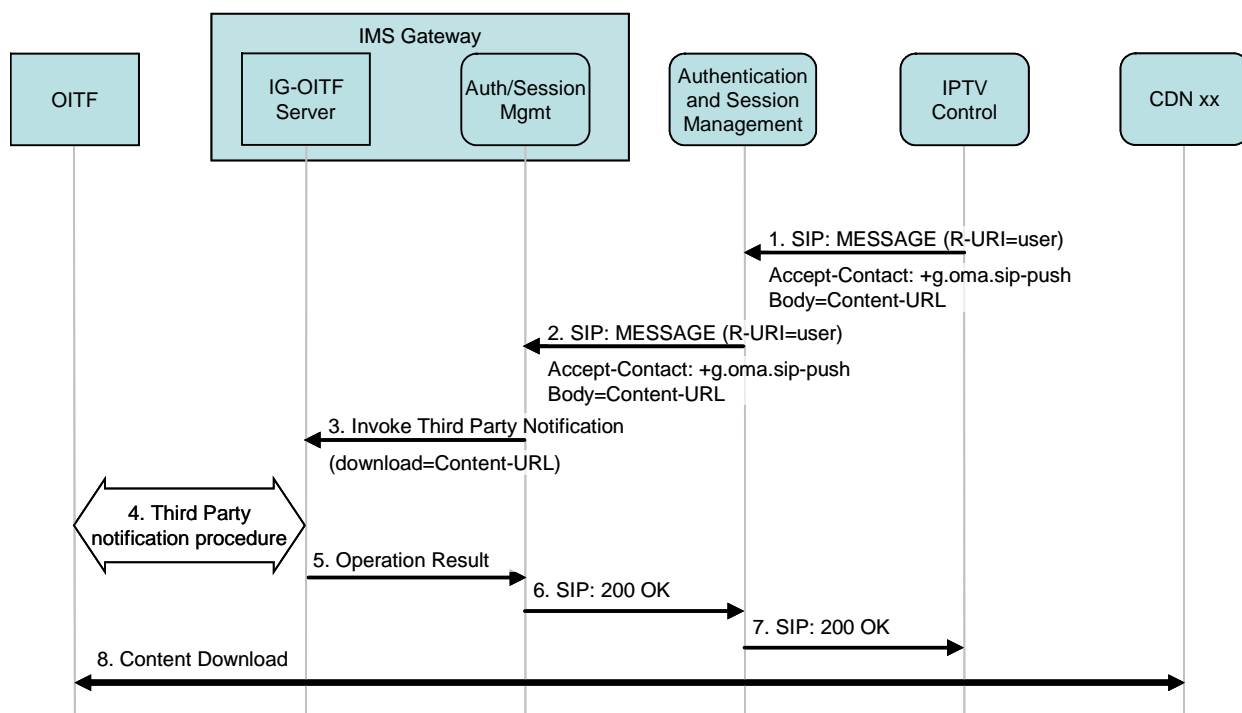 IMS Gateway
OITF
IG-OITF
Server
Auth/Session
Mgmt
Authentication
and Session
Management
IPTV
Control
CDN xx
1. SIP: MESSAGE (R-URI=user)
Accept-Contact: +g.oma.sip-push
Body=Content-URL
2. SIP: MESSAGE (R-URI=user)
Accept-Contact: +g.oma.sip-push
Body=Content-URL
3. Invoke Third Party Notification
(download=Content-URL)
4. Third Party
notification procedure
5. Operation Result
6. SIP: 200 OK
7. SIP: 200 OK
8. Content Download